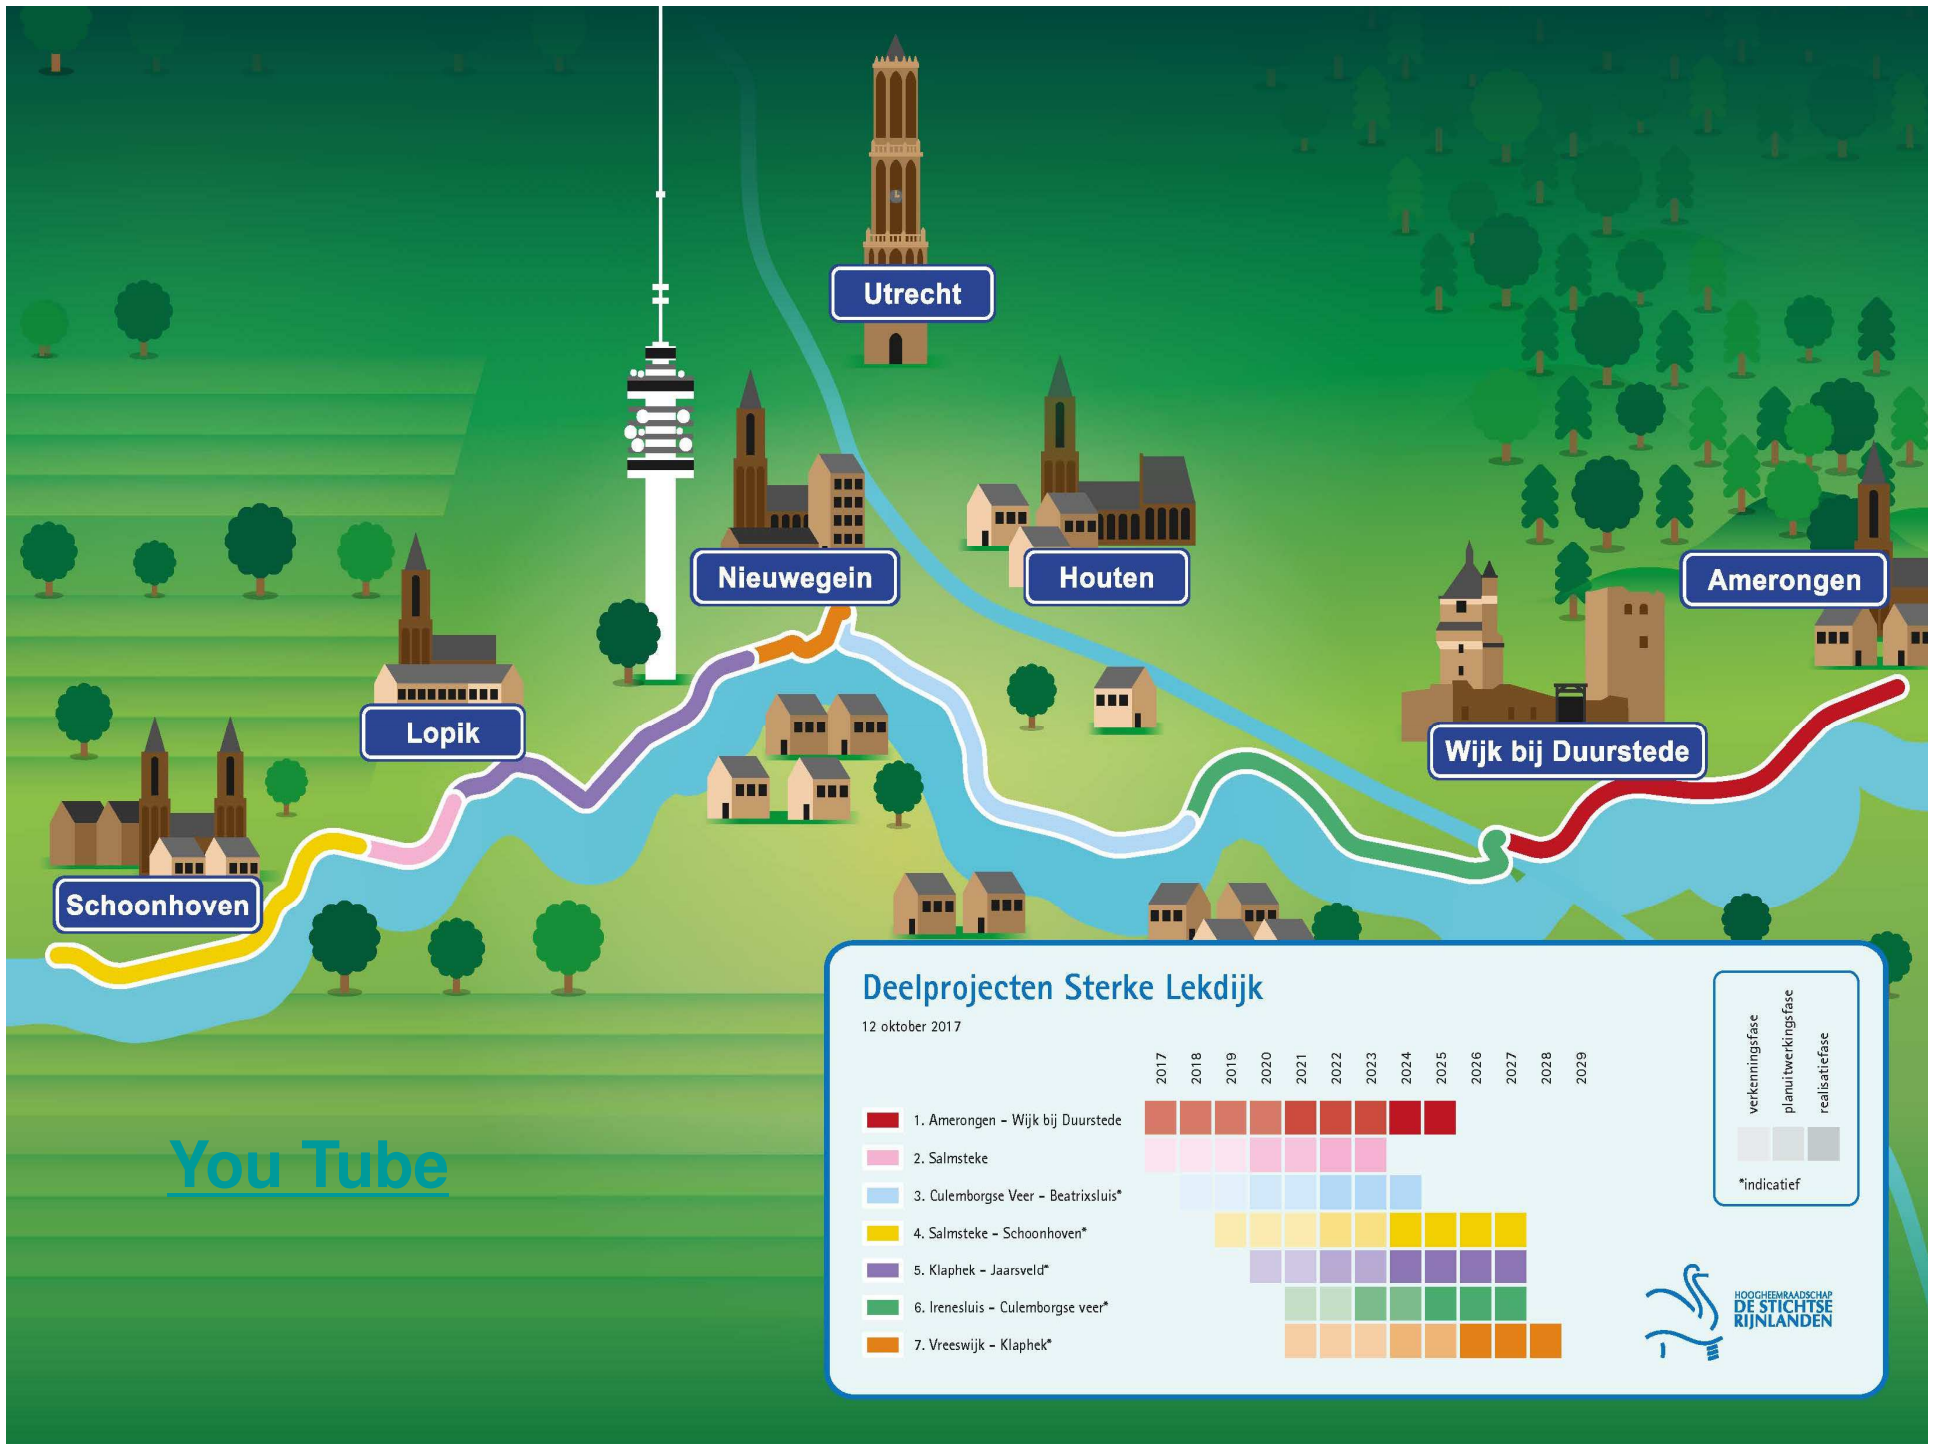 Utrecht
Nieuwegein
Houten
Amerongen
Lopik
Wijk bij Duurstede
Schoonhoven
You Tube
Deelprojecten Sterke Lekdijk
12 oktober 2017
2017 2018 2019 2020 2021 2022 2023 2024 2025 2026 2027 2028 2029
1. Amerongen - Wijk bij Duurstede
2. Salmsteke
3. Culemborgse Veer - Beatrixsluis*
4. Salmsteke - Schoonhoven*
5. Klaphek - Jaarsveld*
6. Irenesluis - Culemborgse veer*
7. Vreeswijk - Klaphek*
verkenningsfase
planuitwerkingsfase
realisatiefase
*indicatief
HOOGHEEMRAADSCHAP
DE STICHTSE
RIJNLANDEN